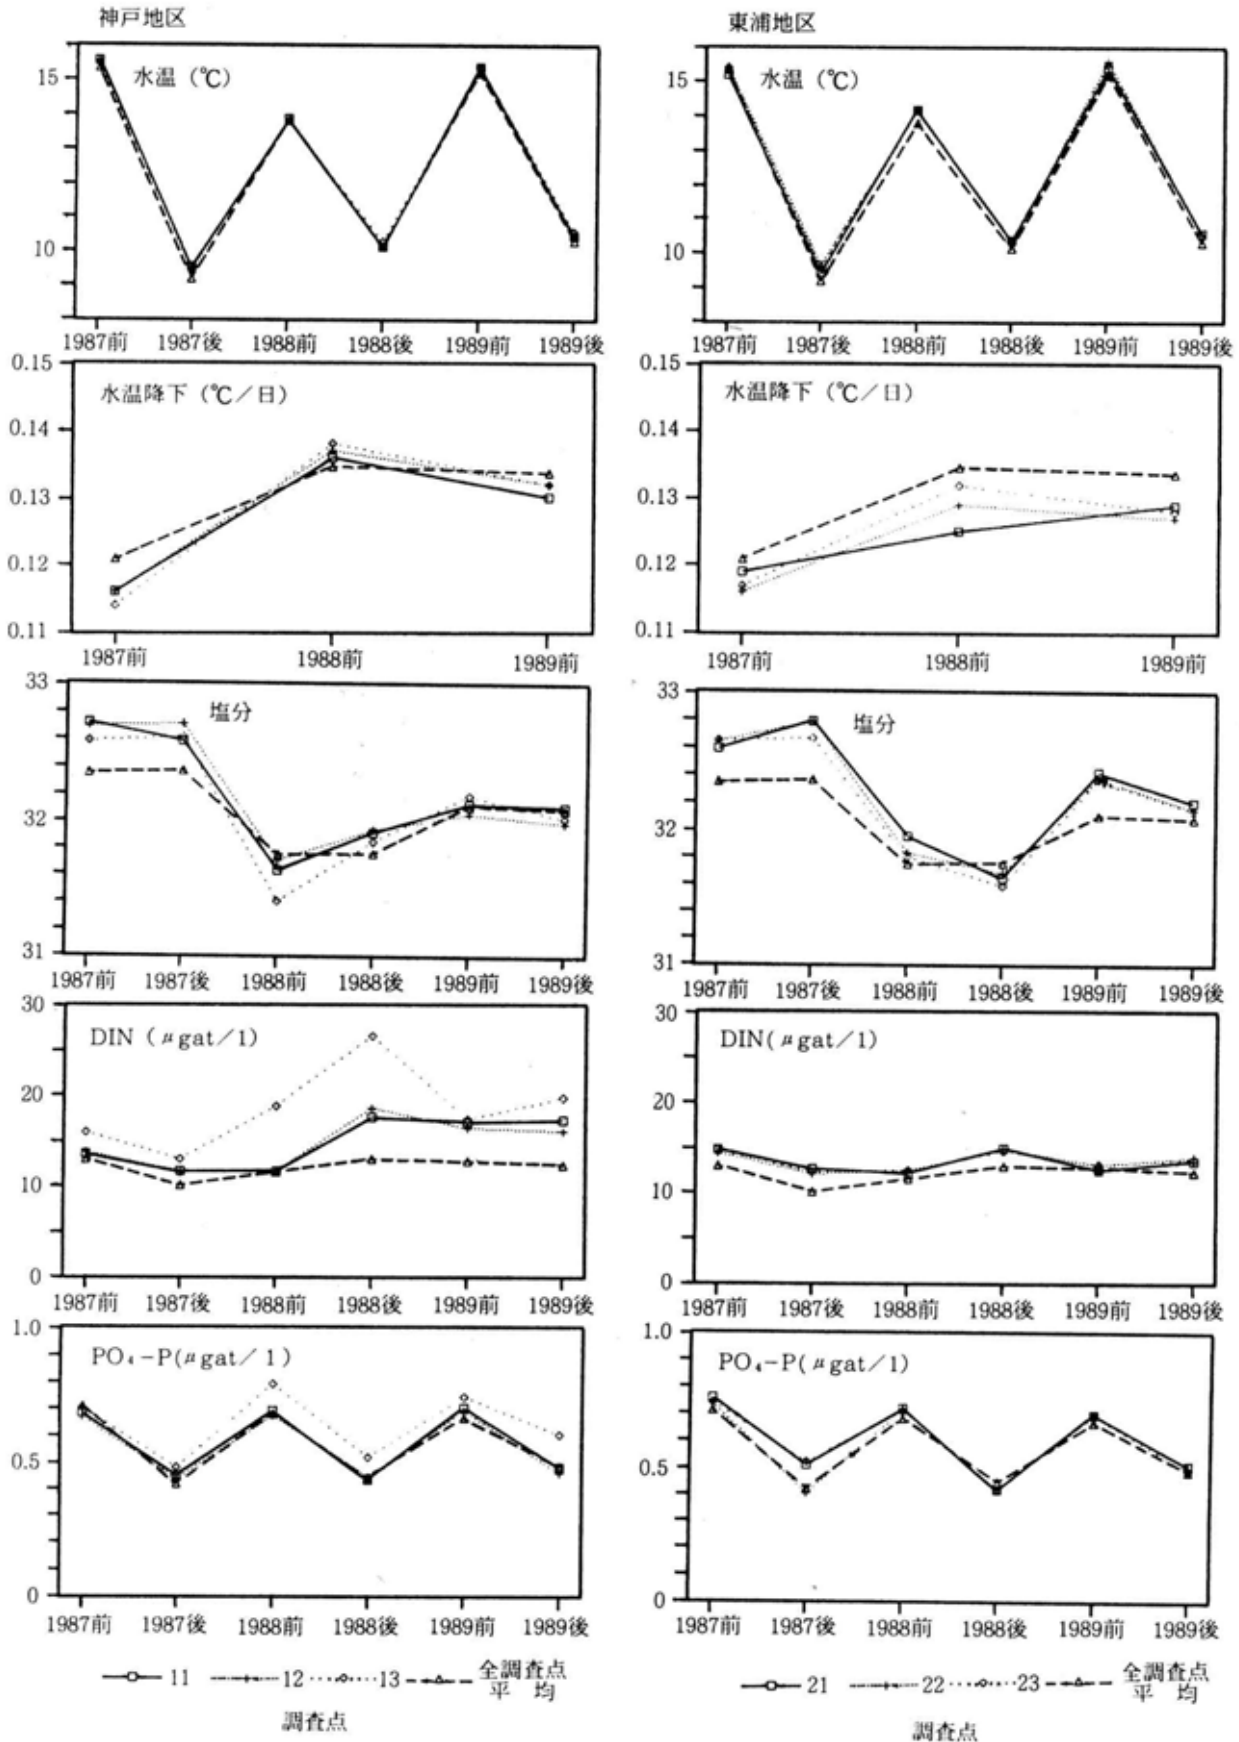 神戸地区
水温（℃）
15
10
1987前 1987後 1988前 1988後 1989前 1989後
水温降下（℃／日）
0.15
0.14
0.13
0.12
0.11
1987前 1988前 1989前
塩分
33
32
31
1987前 1987後 1988前 1988後 1989前 1989後
DIN（μgat／1）
30
20
10
0
1987前 1987後 1988前 1988後 1989前 1989後
PO₄-P(μgat／1）
1.0
0.5
0
1987前 1987後 1988前 1988後 1989前 1989後
11 12 13 全調査点
平 均
調査点
東浦地区
水温（℃）
15
10
1987前 1987後 1988前 1988後 1989前 1989後
水温降下（℃／日）
0.15
0.14
0.13
0.12
0.11
1987前 1988前 1989前
塩分
33
32
31
1987前 1987後 1988前 1988後 1989前 1989後
DIN(μgat／1）
30
20
10
0
1987前 1987後 1988前 1988後 1989前 1989後
PO₄-P(μgat／1）
1.0
0.5
0
1987前 1987後 1988前 1988後 1989前 1989後
21 22 23 全調査点
平 均
調査点